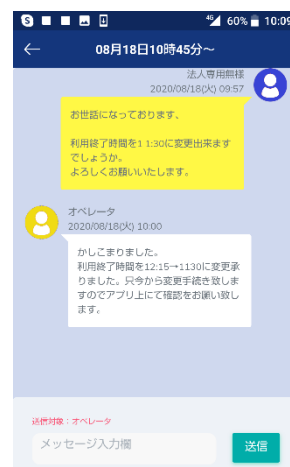 46 60% 10:09
08月18日10時45分～
法人専用無様
2020/08/18(火) 09:57
お世話になっております、
利用終了時間を1 1:30に変更出来ます
でしょうか。
よろしくお願いいたします。
オペレータ
2020/08/18(火) 10:00
かしこまりました。
利用終了時間を12:15→1130に変更承
りました。只今から変更手続き致しま
すのでアプリ上にて確認をお願い致し
ます。
送信対象：オペレータ
メッセージ入力欄
送信